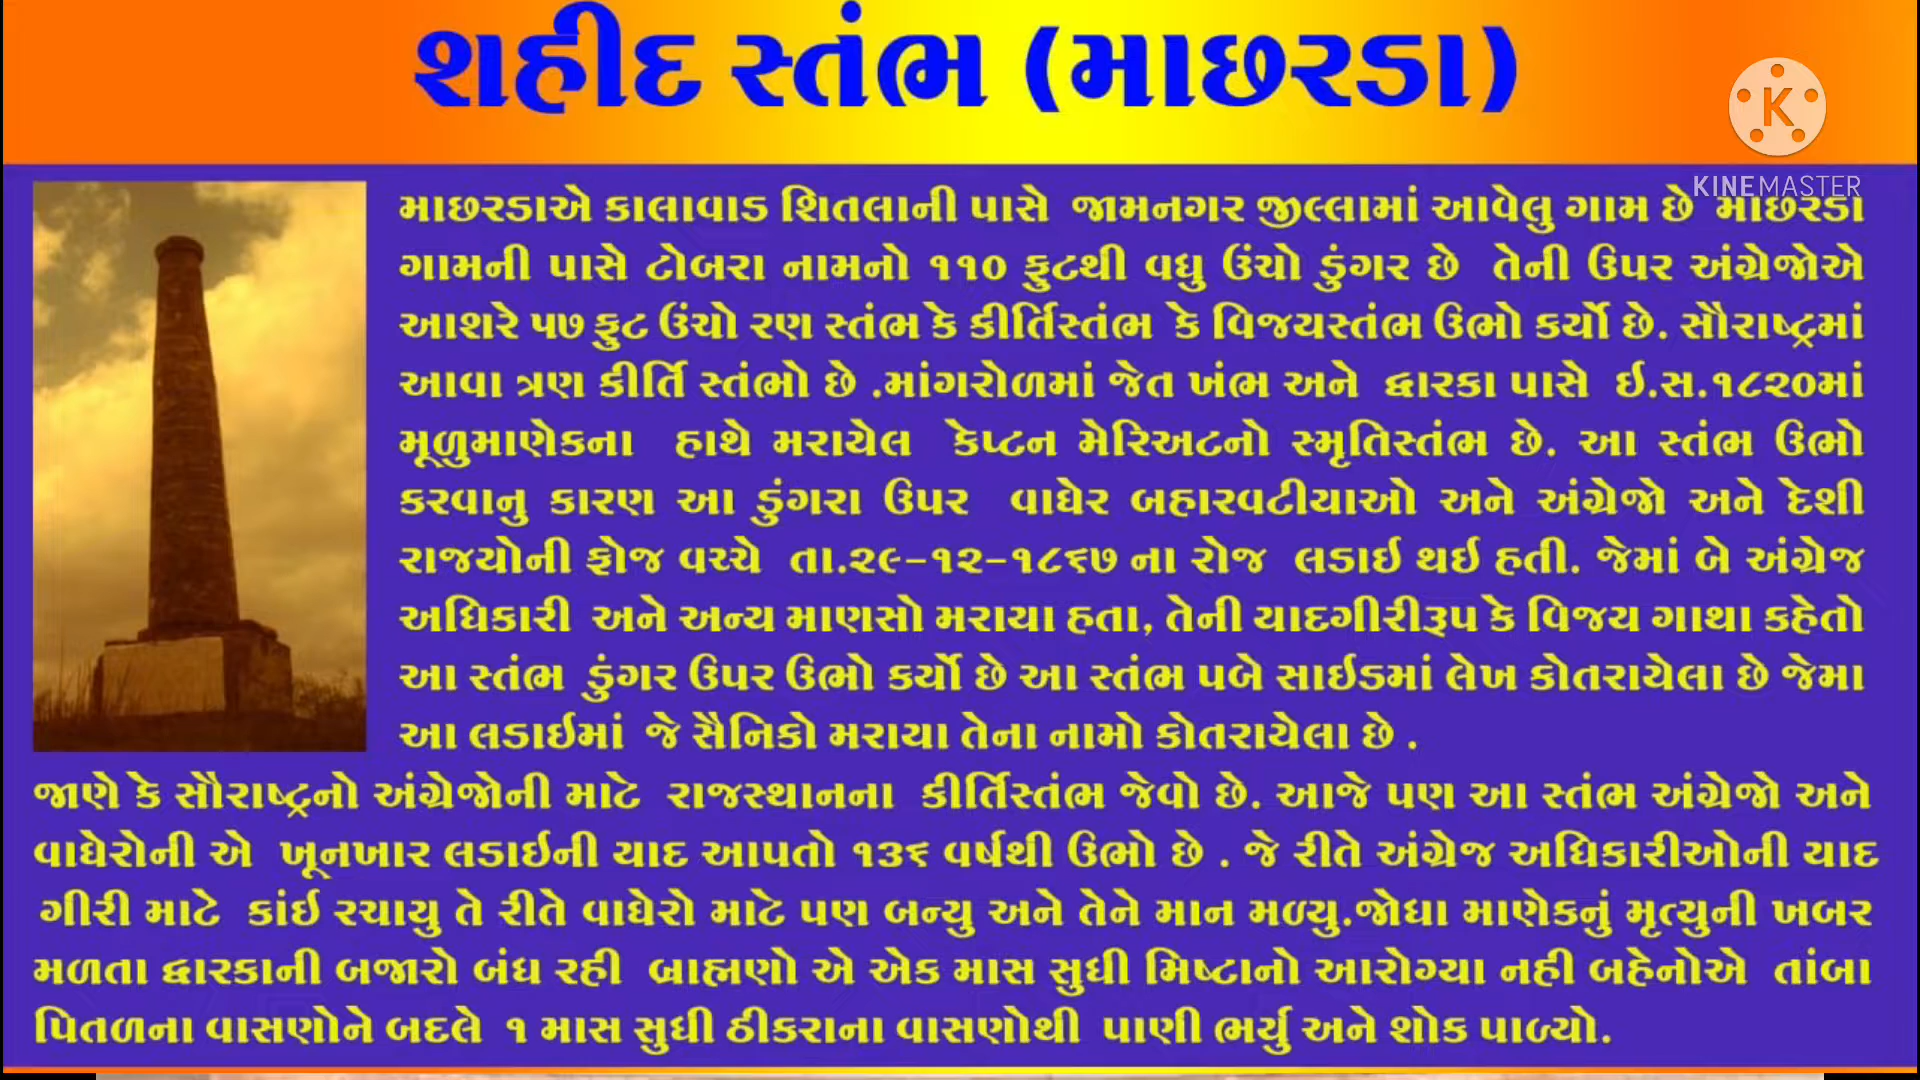 શહીદ સ્તંભ (માછરડા)
K
KINEMASTER
માછરડાએ કાલાવાડ શિતલાની પાસે જામનગર જીલ્લામાં આવેલુ ગામ છે માછરડા
ગામની પાસે ટોબરા નામનો ૧૧૦ ફુટથી વધુ ઉંચો ડુંગર છે તેની ઉપર અંગ્રેજોએ
આશરે ૫૭ ફુટ ઉંચો રણ સ્તંભ કે કીર્તિસ્તંભ કે વિજયસ્તંભ ઉભો કર્યો છે. સૌરાષ્ટ્રમાં
આવા ત્રણ કીર્તિ સ્તંભો છે .માંગરોળમાં જેત ખંભ અને દ્વારકા પાસે ઇ.સ.૧૮૨૦માં
મૂળુમાણેકના હાથે મરાયેલ કેપ્ટન મેરિઅટનો સ્મૃતિસ્તંભ છે. આ સ્તંભ ઉભો
કરવાનુ કારણ આ ડુંગરા ઉપર વાઘેર બહારવટીયાઓ અને અંગ્રેજો અને દેશી
રાજયોની ફોજ વચ્ચે તા.૨૯-૧૨-૧૮૬૭ ના રોજ લડાઇ થઇ હતી. જેમાં બે અંગ્રેજ
અધિકારી અને અન્ય માણસો મરાયા હતા, તેની યાદગીરીરૂપ કે વિજય ગાથા કહેતો
આ સ્તંભ ડુંગર ઉપર ઉભો કર્યો છે આ સ્તંભ પબે સાઇડમાં લેખ કોતરાયેલા છે જેમા
આ લડાઇમાં જે સૈનિકો મરાયા તેના નામો કોતરાયેલા છે .
જાણે કે સૌરાષ્ટ્રનો અંગ્રેજોની માટે રાજસ્થાનના કીર્તિસ્તંભ જેવો છે. આજે પણ આ સ્તંભ અંગ્રેજો અને
વાઘેરોની એ ખૂનખાર લડાઇની યાદ આપતો ૧૩૬ વર્ષથી ઉભો છે . જે રીતે અંગ્રેજ અધિકારીઓની યાદ
ગીરી માટે કાંઇ રચાયુ તે રીતે વાઘેરો માટે પણ બન્યુ અને તેને માન મળ્યુ.જોધા માણેકનું મૃત્યુની ખબર
મળતા દ્વારકાની બજારો બંધ રહી બ્રાહ્મણો એ એક માસ સુધી મિષ્ટાનો આરોગ્યા નહી બહેનોએ તાંબા
પિતળના વાસણોને બદલે ૧ માસ સુધી ઠીકરાના વાસણોથી પાણી ભર્યુ અને શોક પાળ્યો.